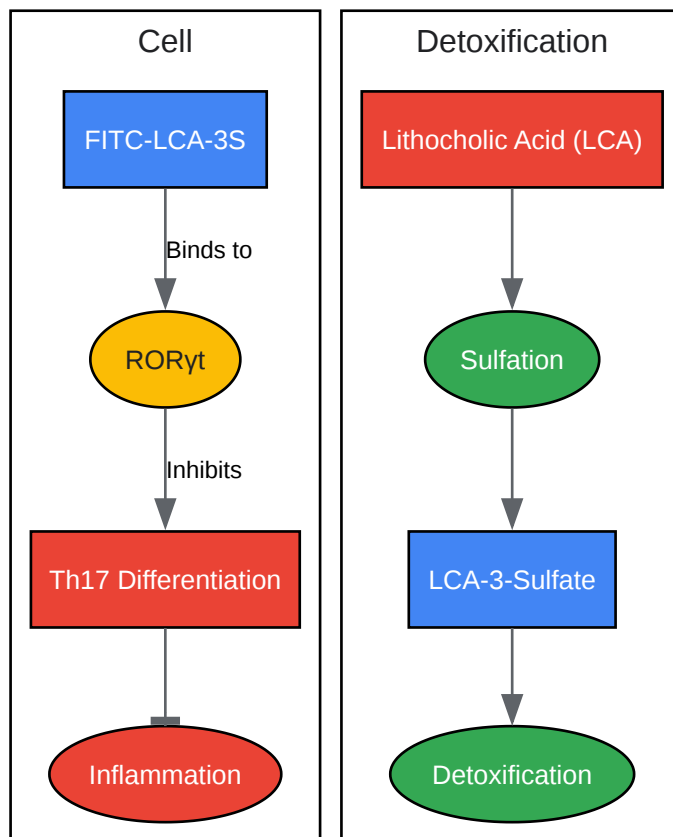 Cell
FITC-LCA-3S
Binds to
RORγt
Inhibits
Th17 Differentiation
Inflammation
Detoxification
Lithocholic Acid (LCA)
Sulfation
LCA-3-Sulfate
Detoxification